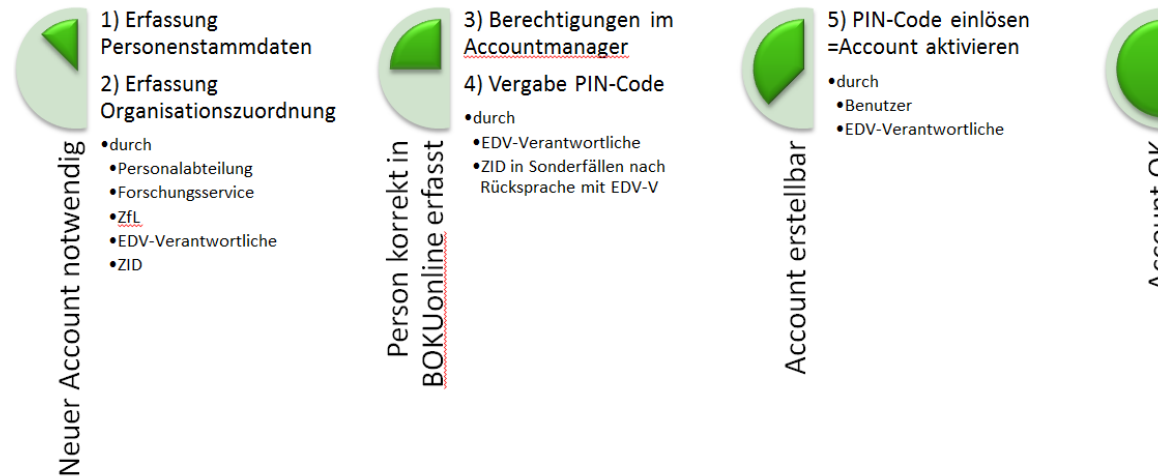 1) Erfassung
Personenstammdaten
2) Erfassung
Organisationszuordnung
•durch
•Personalabteilung
•Forschungsservice
•ZfL
•EDV-Verantwortliche
•ZID
Neuer Account notwendig
3) Berechtigungen im
Accountmanager
4) Vergabe PIN-Code
•durch
•EDV-Verantwortliche
•ZID in Sonderfällen nach
Rücksprache mit EDV-V
Person korrekt in
BOKUonline erfasst
5) PIN-Code einlösen
=Account aktivieren
•durch
•Benutzer
•EDV-Verantwortliche
Account erstellbar
Account OK